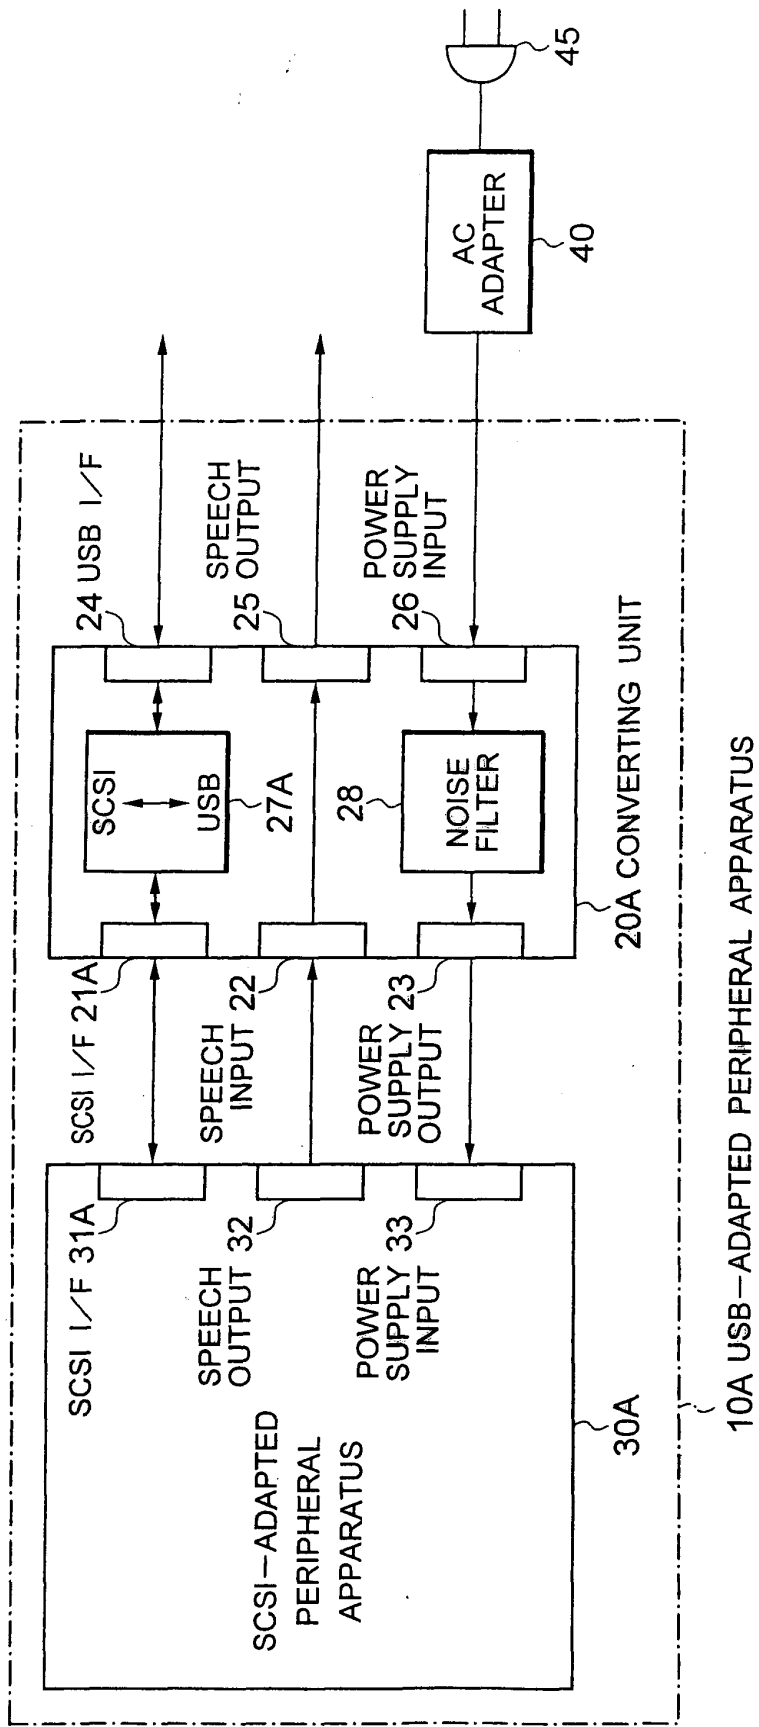 SCSI I/F 31A
SPEECH
OUTPUT 32
POWER
SUPPLY 33
INPUT
SCSI-ADAPTED
PERIPHERAL
APPARATUS
30A
SCSI I/F 21A
SPEECH
INPUT 22
POWER
SUPPLY 23
OUTPUT
SCSI
USB
27A
28
NOISE
FILTER
20A CONVERTING UNIT
24 USB I/F
SPEECH
OUTPUT
25
POWER
SUPPLY
INPUT
26
AC
ADAPTER
40
45
10A USB-ADAPTED PERIPHERAL APPARATUS